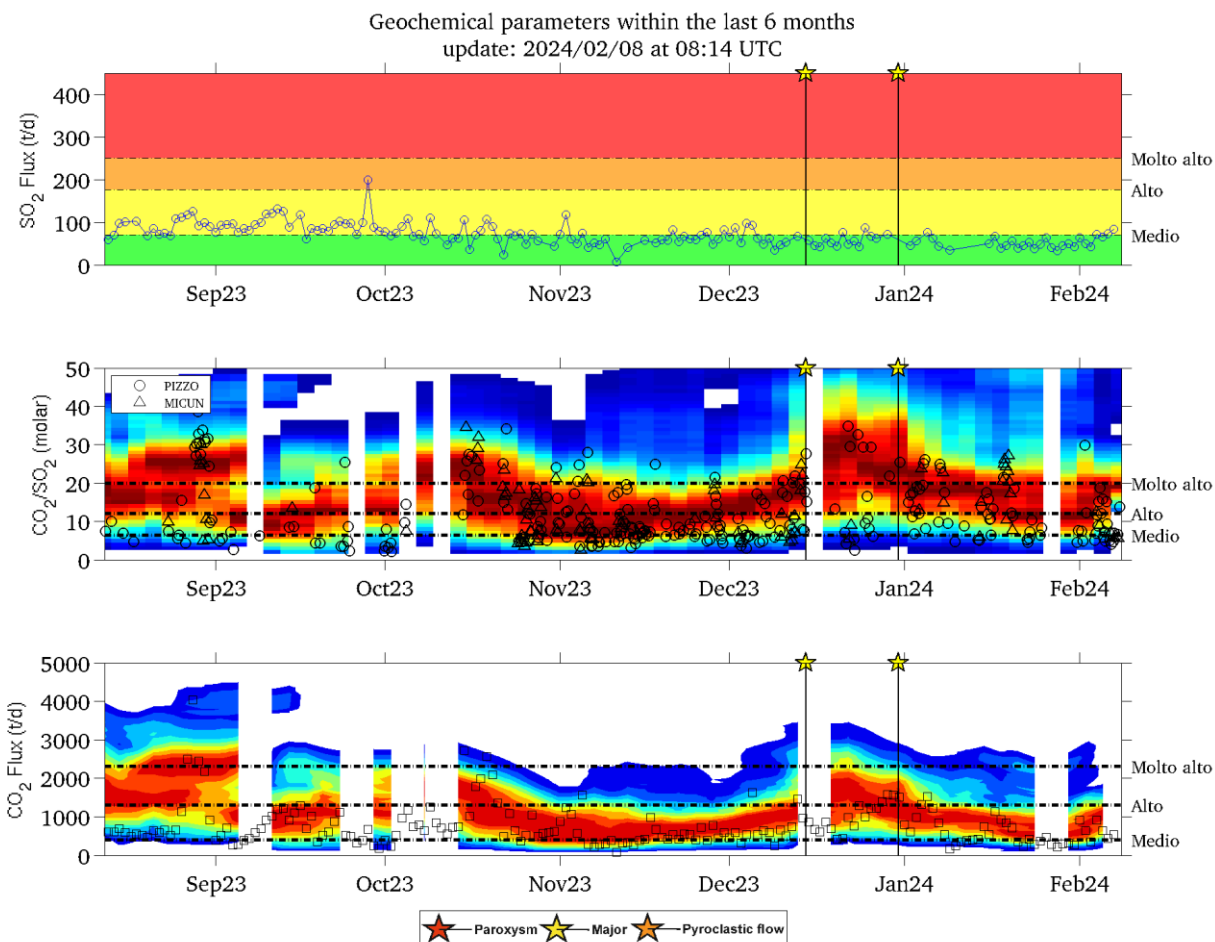 Geochemical parameters within the last 6 months
update: 2024/02/08 at 08:14 UTC
SO2 Flux (t/d)
400
300
200
100
0
Molto alto
Alto
Medio
Sep23 Oct23 Nov23 Dec23 Jan24 Feb24
CO2/SO2 (molar)
50
40
30
20
10
0
PIZZO
MICUN
Molto alto
Alto
Medio
Sep23 Oct23 Nov23 Dec23 Jan24 Feb24
CO2 Flux (t/d)
5000
4000
3000
2000
1000
0
Molto alto
Alto
Medio
Sep23 Oct23 Nov23 Dec23 Jan24 Feb24
Paroxysm Major Pyroclastic flow